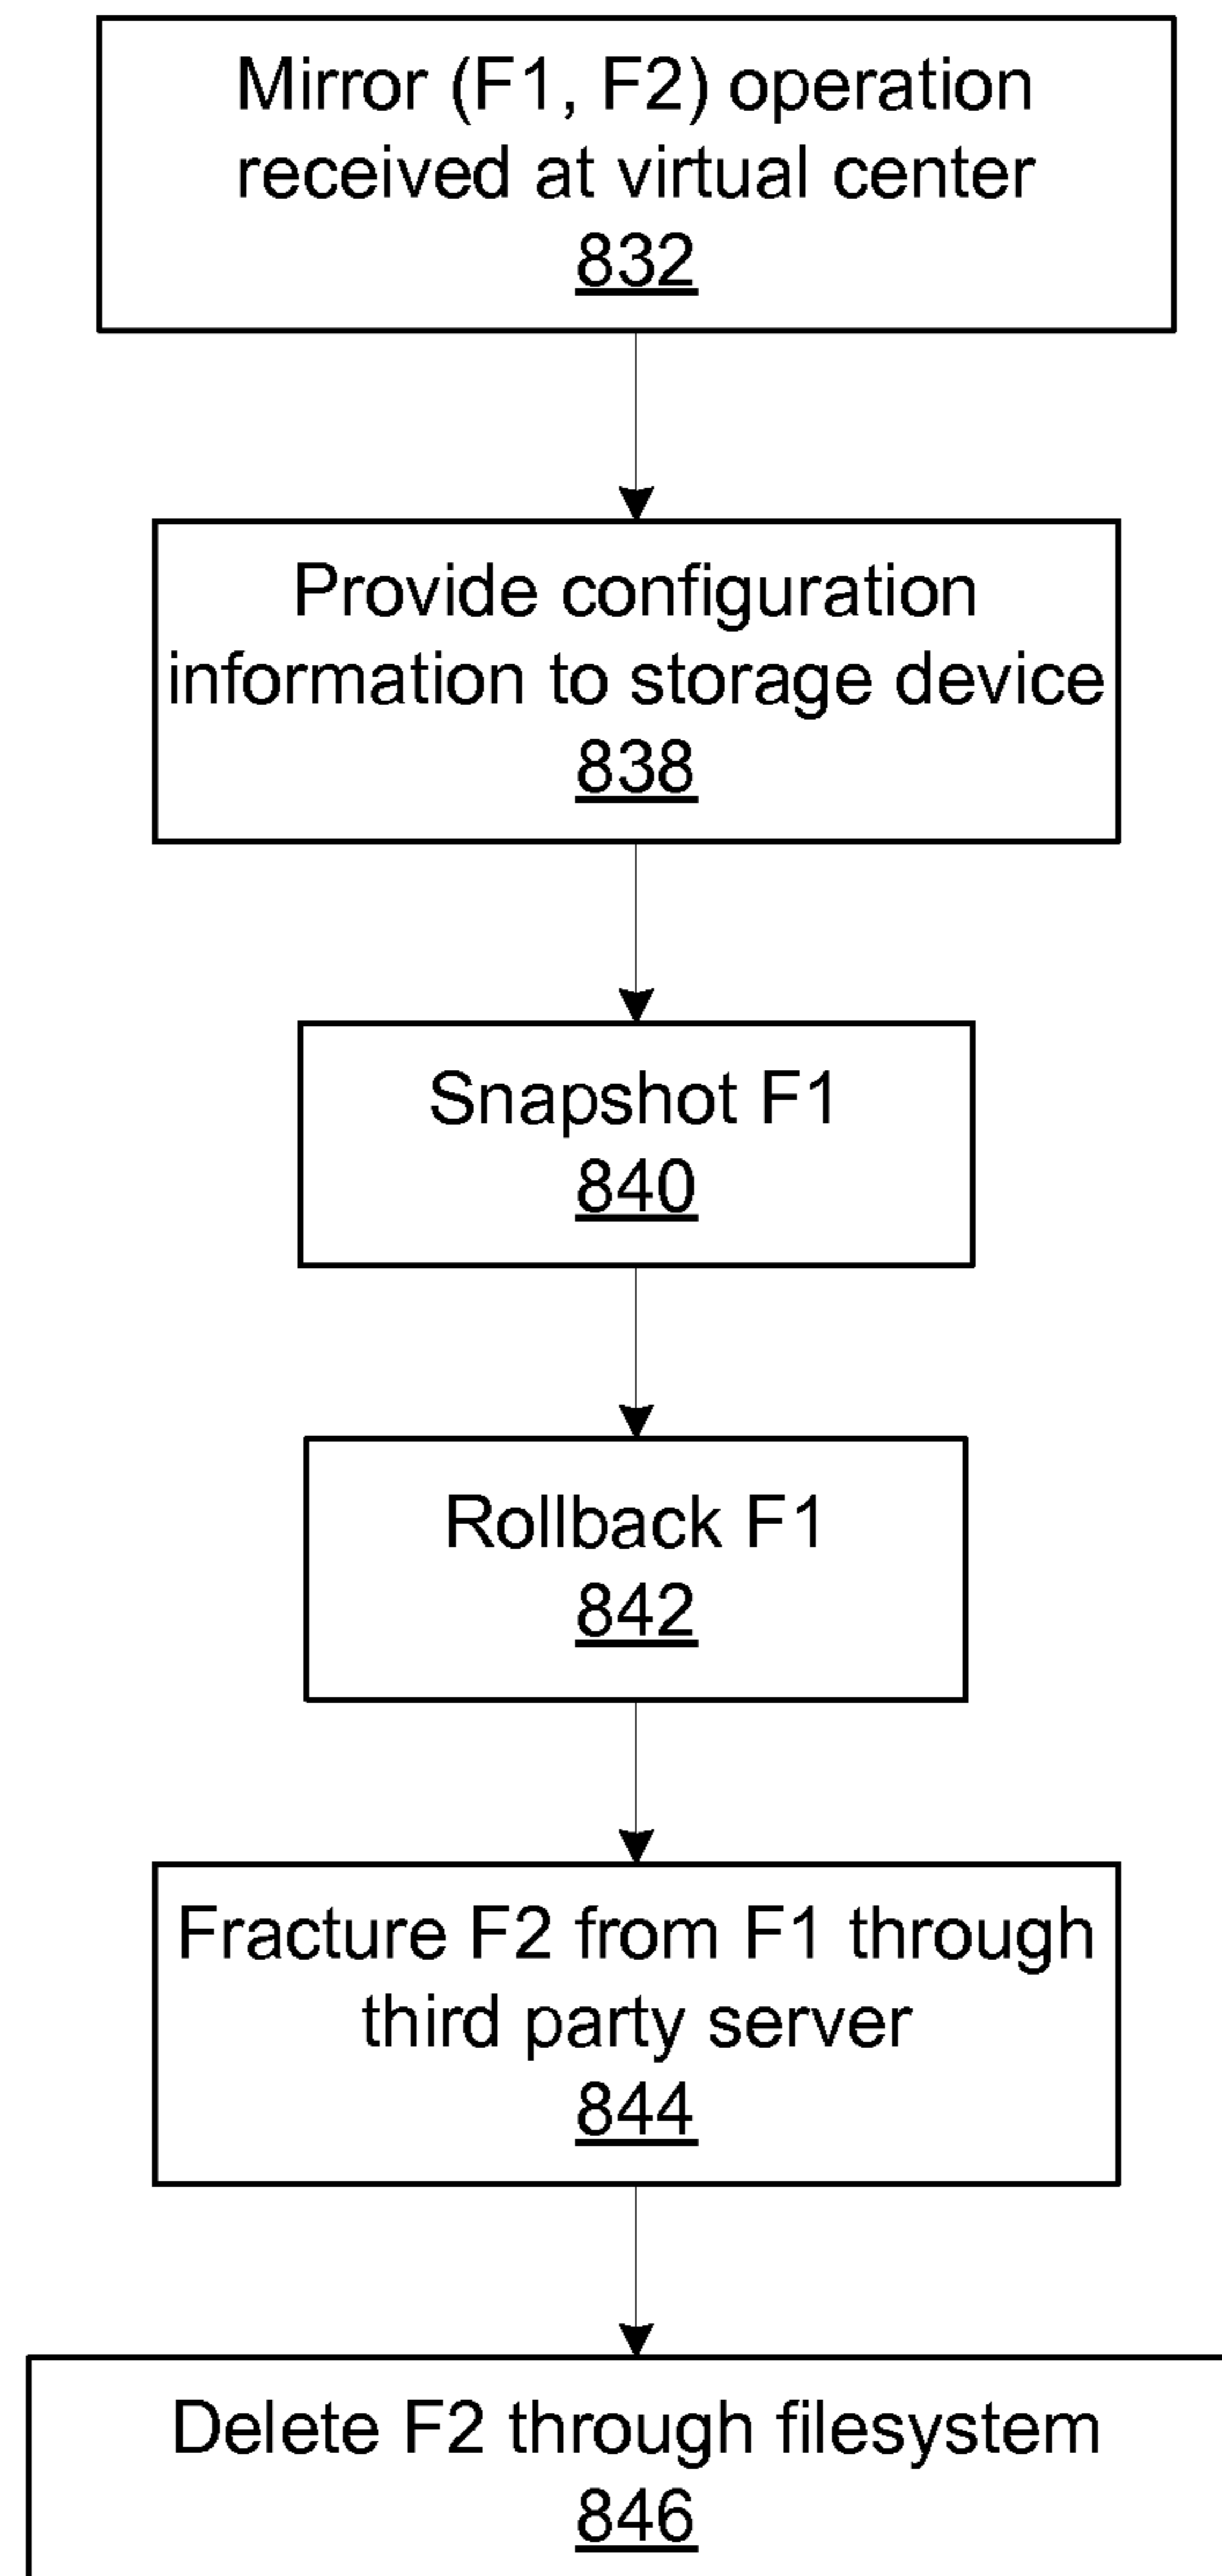 Mirror (F1, F2) operation
received at virtual center
832
Provide configuration
information to storage device
838
Snapshot F1
840
Rollback F1
842
Fracture F2 from F1 through
third party server
844
Delete F2 through filesystem
846